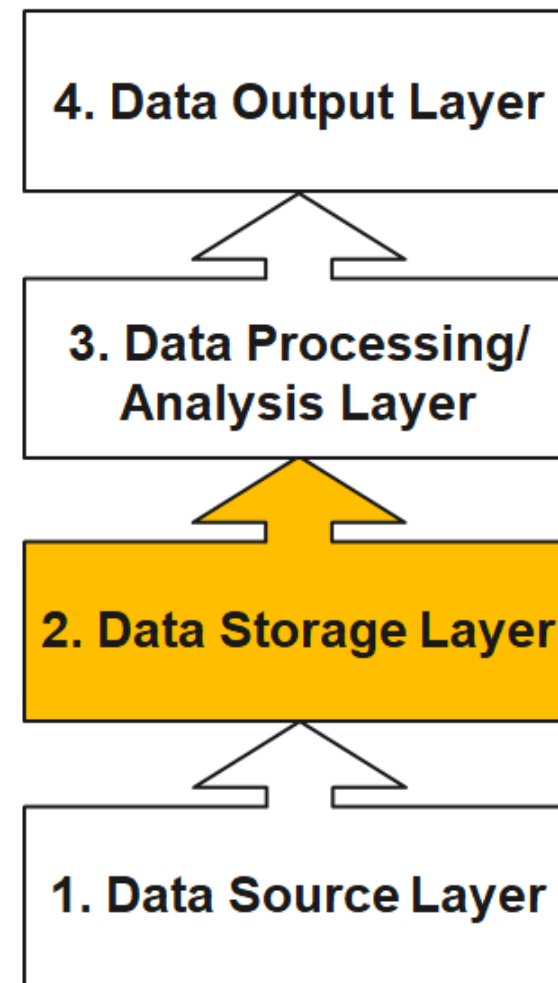 4. Data Output Layer
3. Data Processing/
Analysis Layer
2. Data Storage Layer
1. Data Source Layer